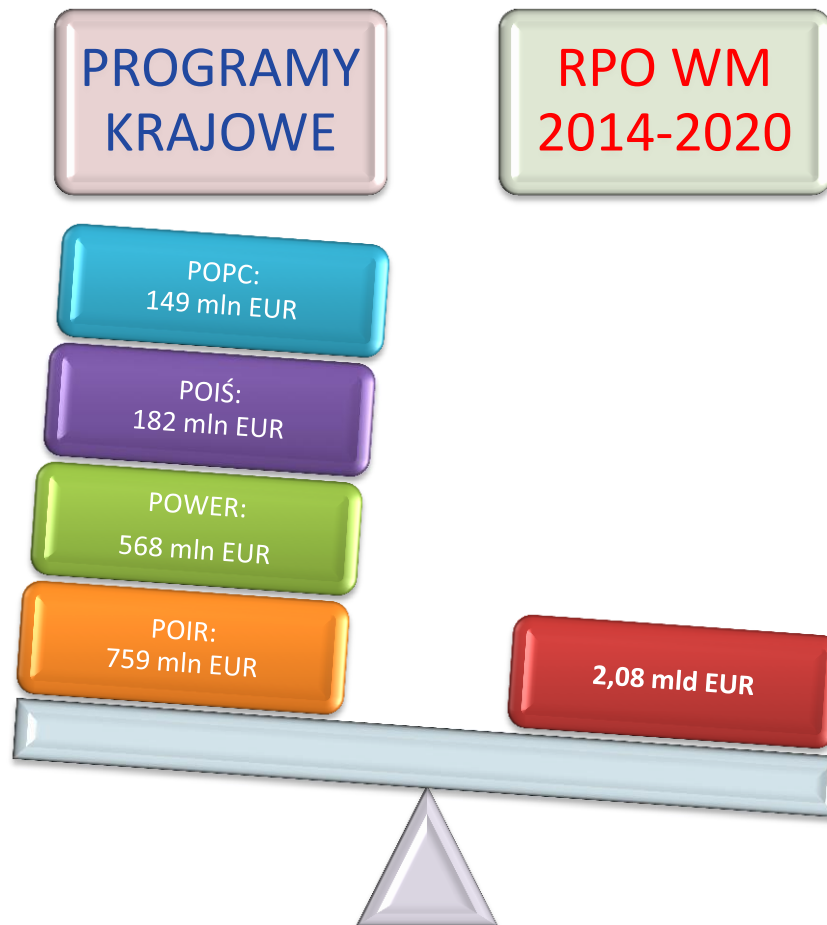 PROGRAMY
KRAJOWE
RPO WM
2014-2020
POPC:
149 mln EUR
POIŚ:
182 mln EUR
POWER:
568 mln EUR
POIR:
759 mln EUR
2,08 mld EUR